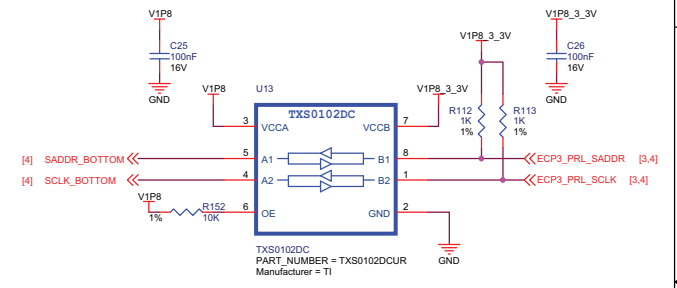 V1P8
V1P8_3_3V
C25
100nF
16V
GND
V1P8_3_3V
C26
100nF
16V
GND
V1P8
U13
V1P8_3_3V
R112
1K
1%
R113
1K
1%
TXS0102DC
3 VCCA VCCB 7
[4] SADDR_BOTTOM 5 A1 B1 8 ECP3_PRL_SADDR [3,4]
[4] SCLK_BOTTOM 4 A2 B2 1 ECP3_PRL_SCLK [3,4]
V1P8
1% R152 6 OE GND 2
10K
TXS0102DC
PART_NUMBER = TXS0102DCUR
Manufacturer = TI
GND